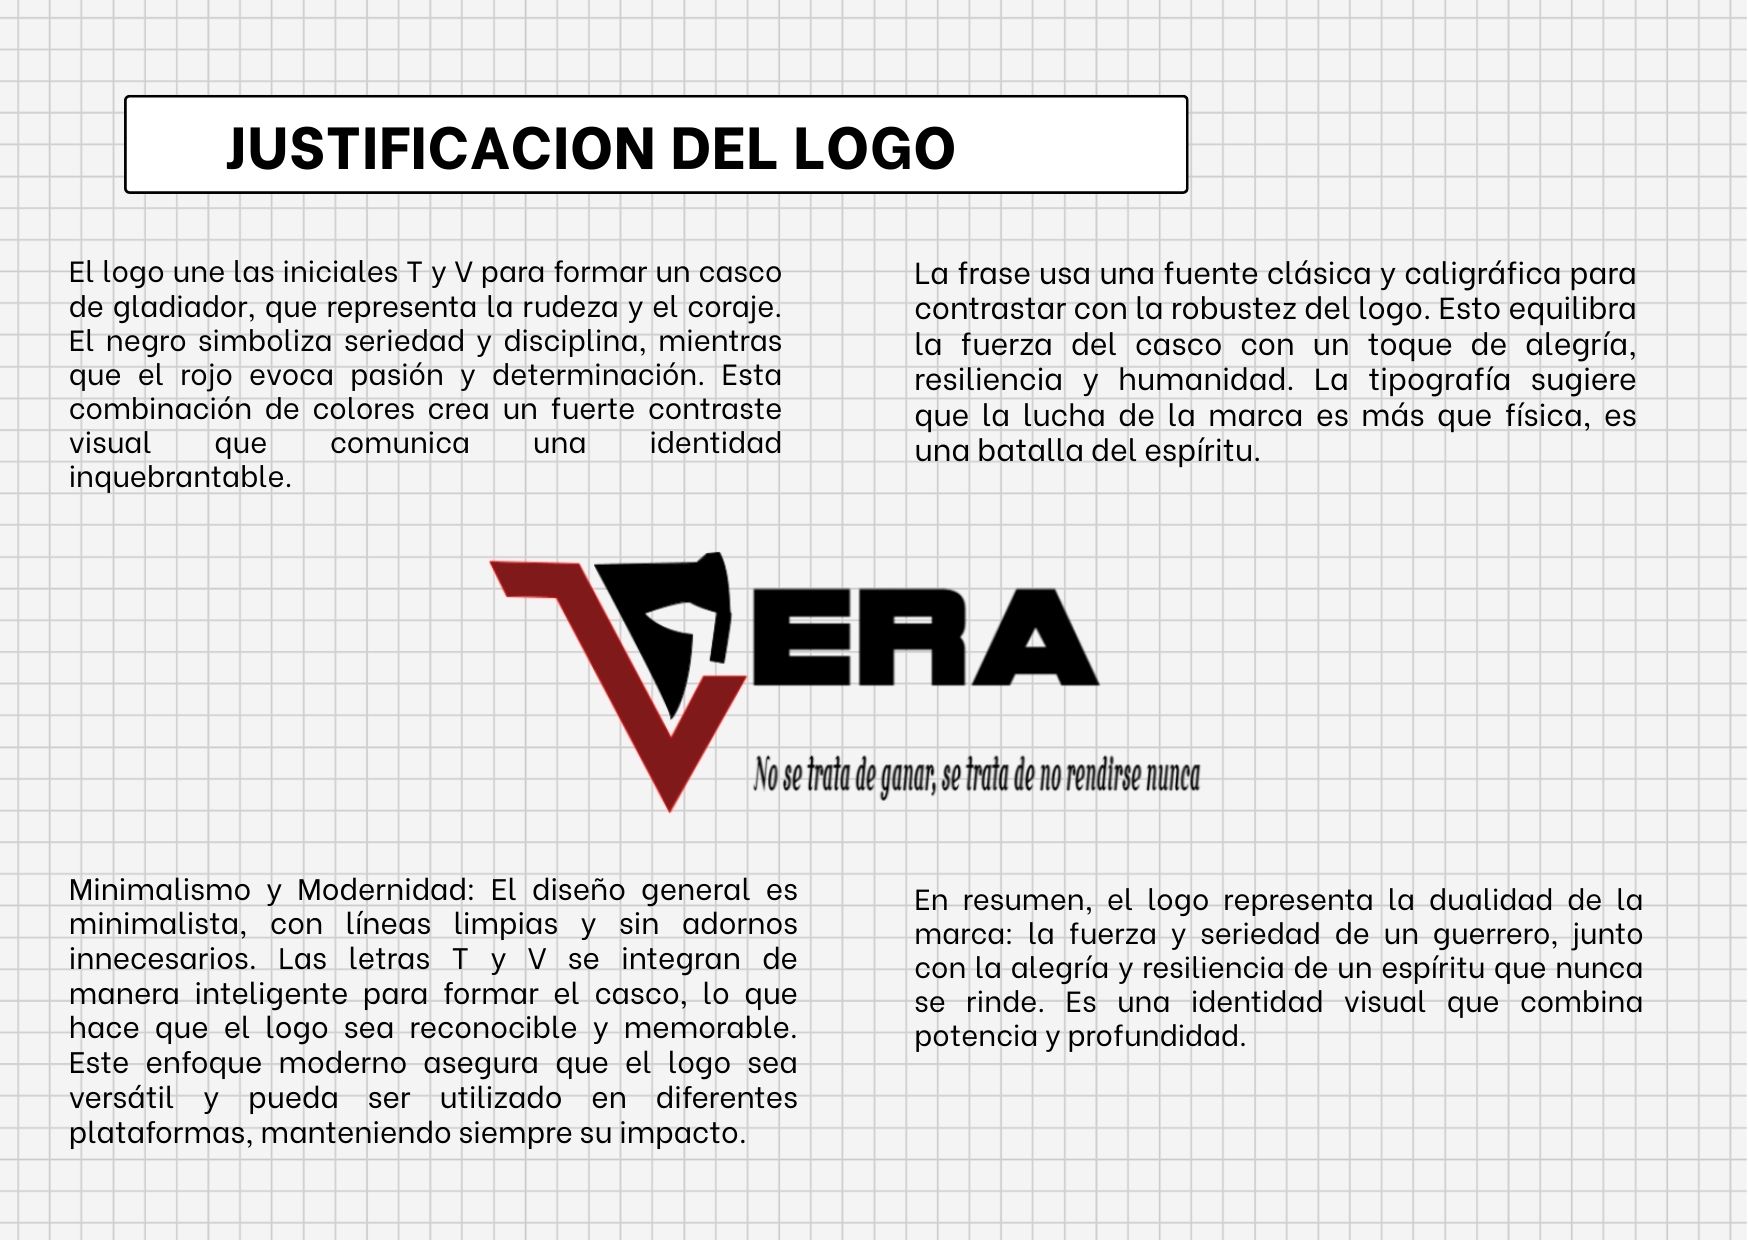 JUSTIFICACION DEL LOGO
El logo une las iniciales T y V para formar un casco
de gladiador, que representa la rudeza y el coraje.
El negro simboliza seriedad y disciplina, mientras
que el rojo evoca pasión y determinación. Esta
combinación de colores crea un fuerte contraste
visual que comunica una identidad
inquebrantable.
La frase usa una fuente clásica y caligráfica para
contrastar con la robustez del logo. Esto equilibra
la fuerza del casco con un toque de alegría,
resiliencia y humanidad. La tipografía sugiere
que la lucha de la marca es más que física, es
una batalla del espíritu.
VERA
No se trata de ganar, se trata de no rendirse nunca
Minimalismo y Modernidad: El diseño general es
minimalista, con líneas limpias y sin adornos
innecesarios. Las letras T y V se integran de
manera inteligente para formar el casco, lo que
hace que el logo sea reconocible y memorable.
Este enfoque moderno asegura que el logo sea
versátil y pueda ser utilizado en diferentes
plataformas, manteniendo siempre su impacto.
En resumen, el logo representa la dualidad de la
marca: la fuerza y seriedad de un guerrero, junto
con la alegría y resiliencia de un espíritu que nunca
se rinde. Es una identidad visual que combina
potencia y profundidad.